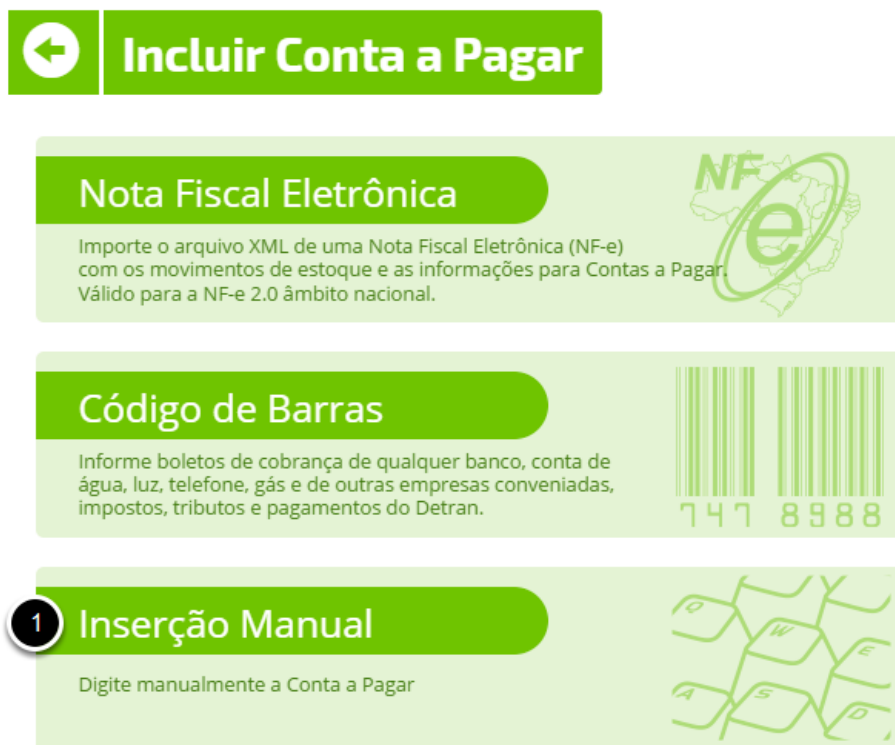 Incluir Conta a Pagar
Nota Fiscal Eletrônica
NF
e
Importe o arquivo XML de uma Nota Fiscal Eletrônica (NF-e)
com os movimentos de estoque e as informações para Contas a Pagar.
Válido para a NF-e 2.0 âmbito nacional.
Código de Barras
Informe boletos de cobrança de qualquer banco, conta de
água, luz, telefone, gás e de outras empresas conveniadas,
impostos, tributos e pagamentos do Detran.
747 8988
1 Inserção Manual
Digite manualmente a Conta a Pagar
Q W E
A S D